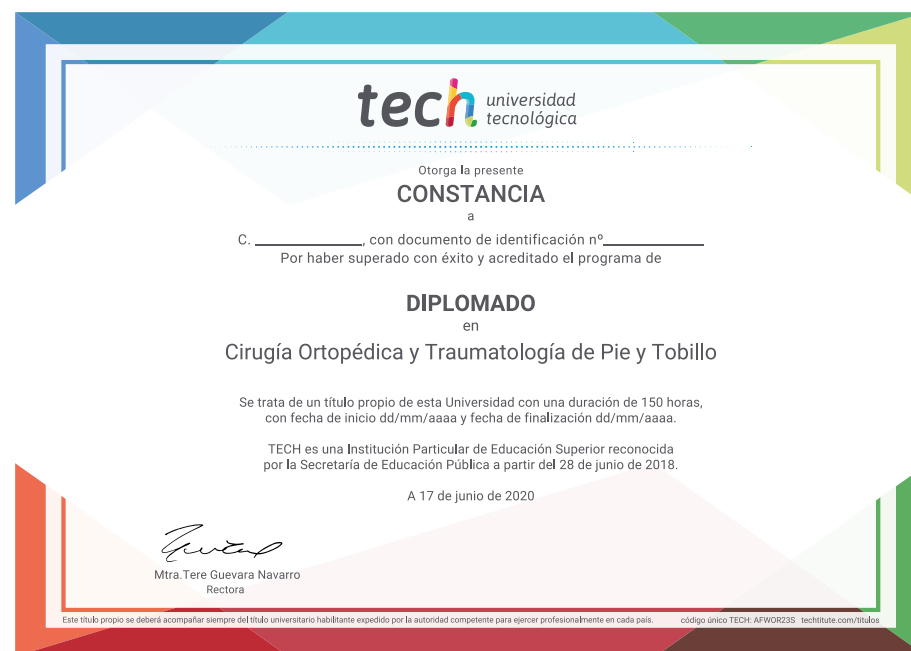 tech universidad
tecnológica
Otorga la presente
CONSTANCIA
a
C. ______________, con documento de identificación nº_____________
Por haber superado con éxito y acreditado el programa de
DIPLOMADO
en
Cirugía Ortopédica y Traumatología de Pie y Tobillo
Se trata de un título propio de esta Universidad con una duración de 150 horas,
con fecha de inicio dd/mm/aaaa y fecha de finalización dd/mm/aaaa.
TECH es una Institución Particular de Educación Superior reconocida
por la Secretaría de Educación Pública a partir del 28 de junio de 2018.
A 17 de junio de 2020
Mtra.Tere Guevara Navarro
Rectora
Este título propio se deberá acompañar siempre del título universitario habilitante expedido por la autoridad competente para ejercer profesionalmente en cada país. código único TECH: AFWOR23S techtitute.com/titulos